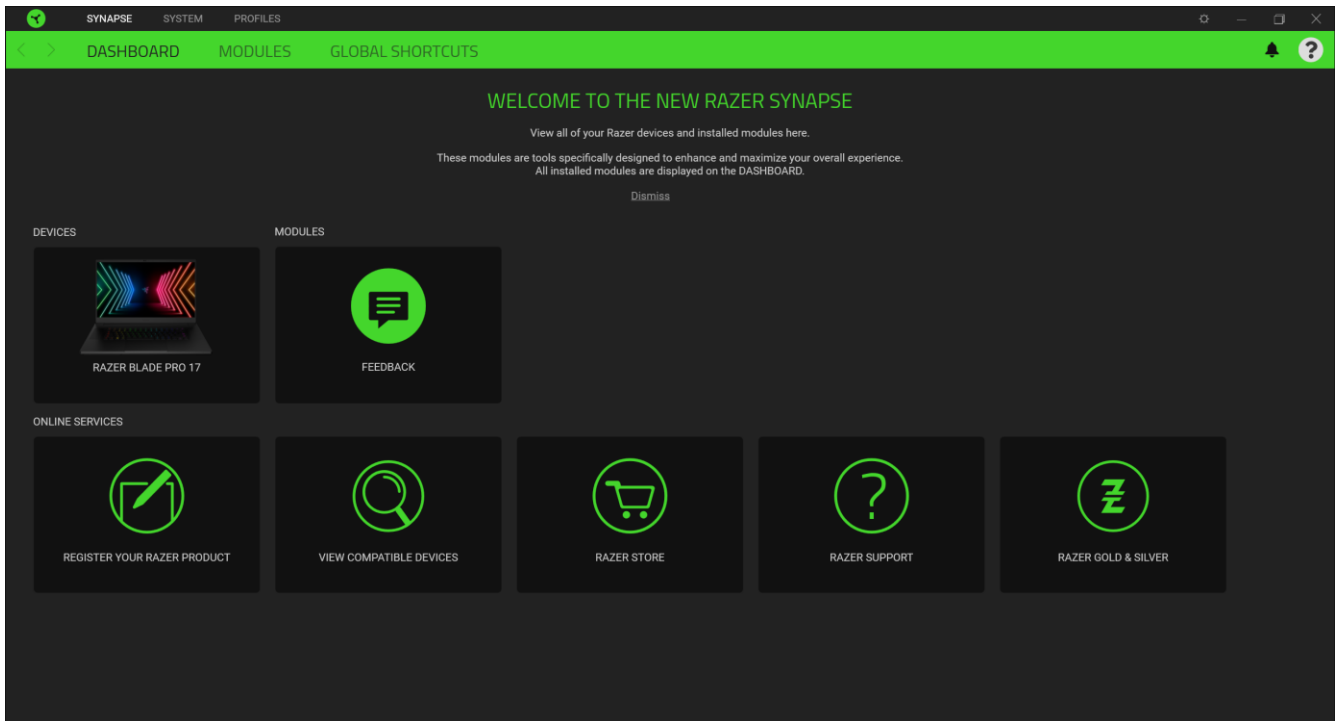 SYNAPSE SYSTEM PROFILES
DASHBOARD MODULES GLOBAL SHORTCUTS
WELCOME TO THE NEW RAZER SYNAPSE
View all of your Razer devices and installed modules here.
These modules are tools specifically designed to enhance and maximize your overall experience.
All installed modules are displayed on the DASHBOARD.
Dismiss
DEVICES MODULES
RAZER BLADE PRO 17 FEEDBACK
ONLINE SERVICES
REGISTER YOUR RAZER PRODUCT VIEW COMPATIBLE DEVICES RAZER STORE RAZER SUPPORT RAZER GOLD & SILVER